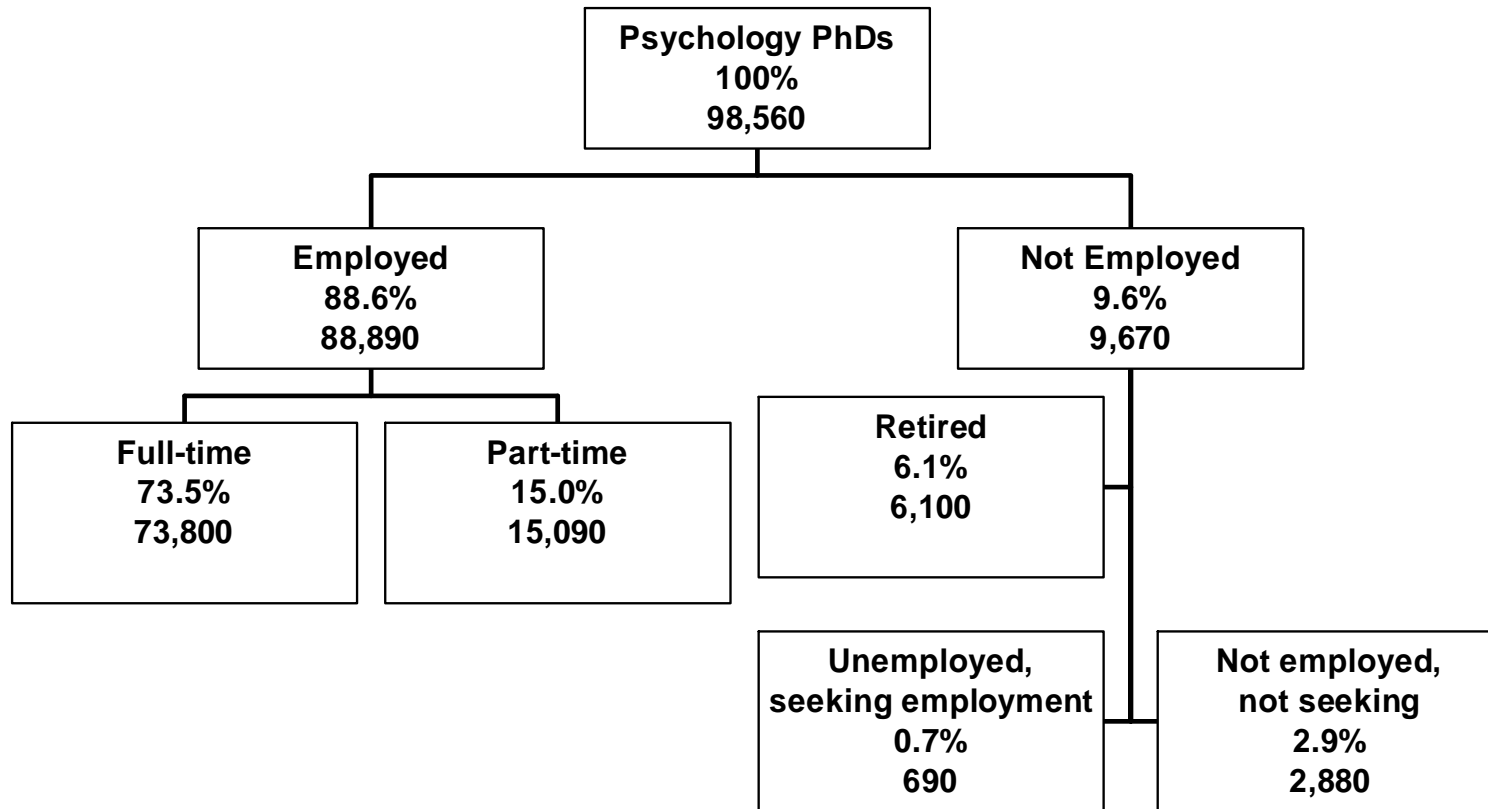 Psychology PhDs
100%
98,560
Employed
88.6%
88,890
Not Employed
9.6%
9,670
Full-time
73.5%
73,800
Part-time
15.0%
15,090
Retired
6.1%
6,100
Unemployed,
seeking employment
0.7%
690
Not employed,
not seeking
2.9%
2,880